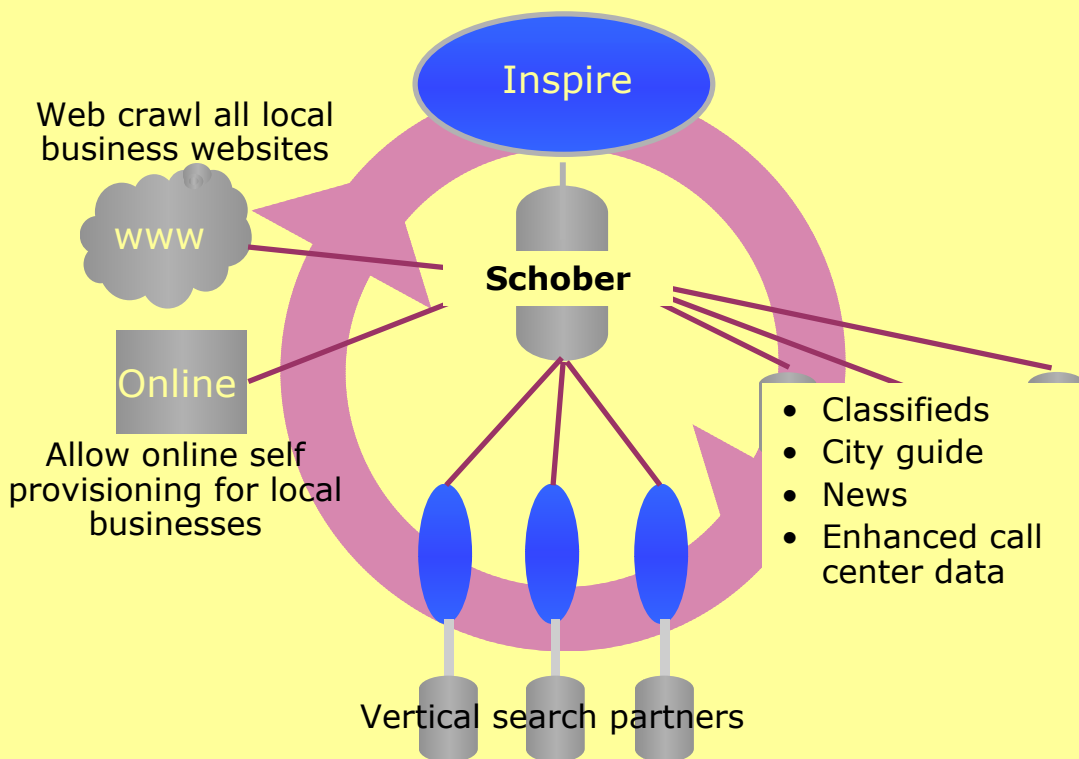 Inspire
Web crawl all local
business websites
www
Schober
Online
Allow online self
provisioning for local
businesses
• Classifieds
• City guide
• News
• Enhanced call
center data
Vertical search partners